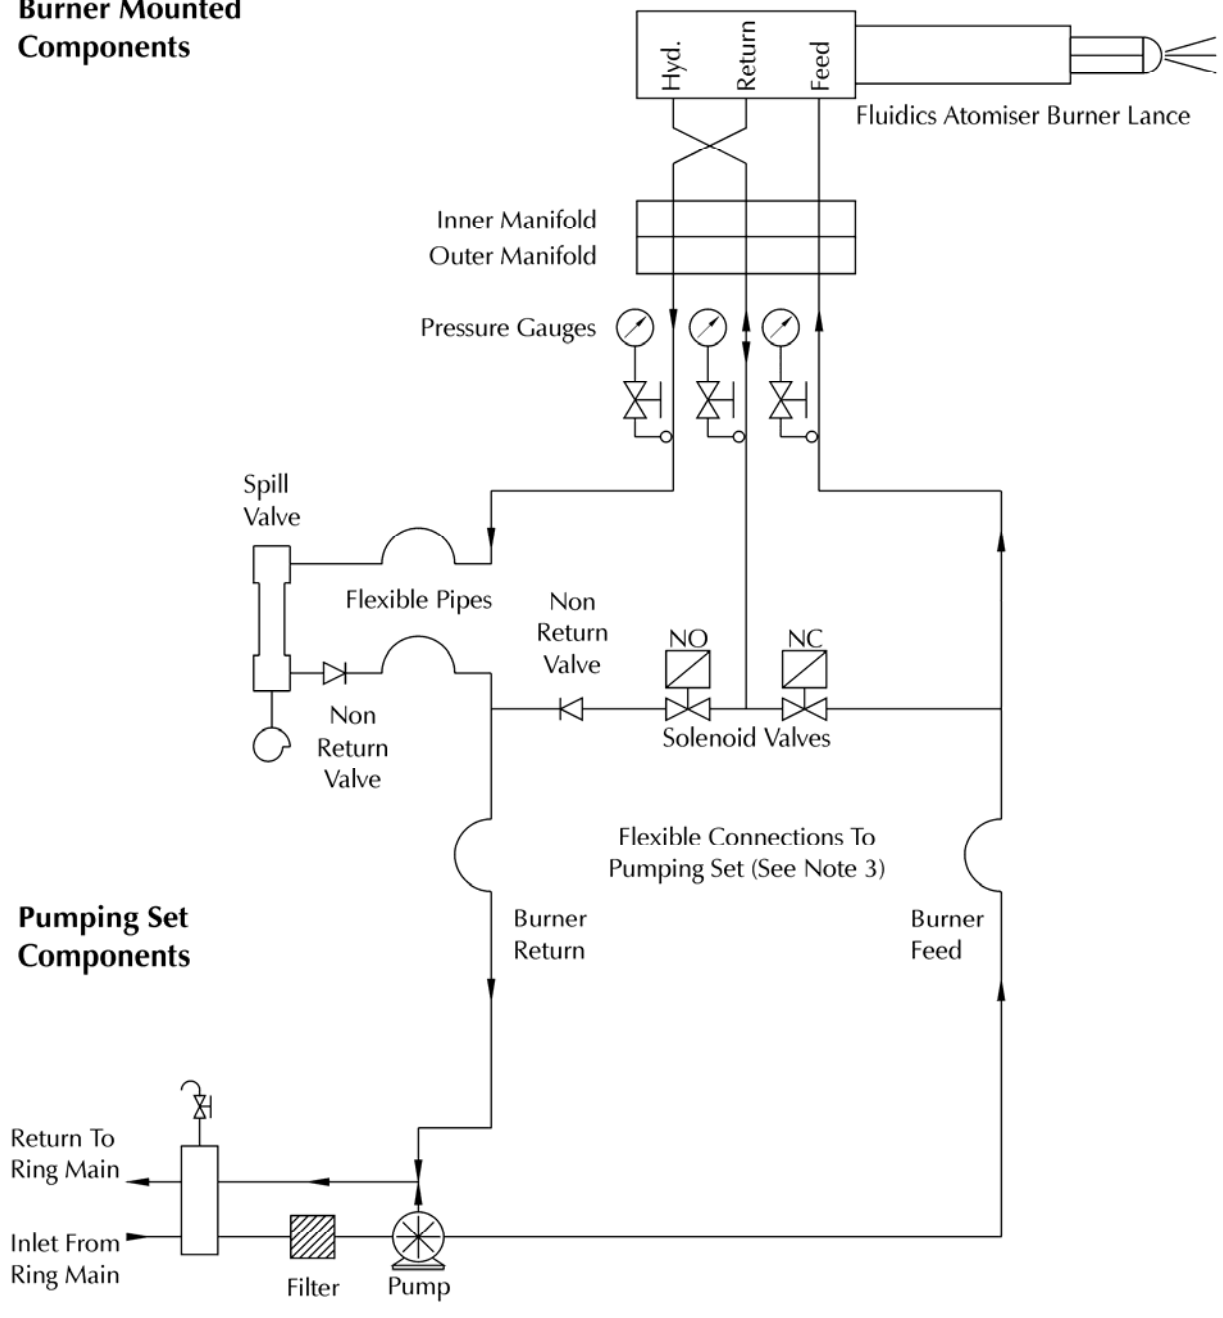 Burner Mounted
Components
Hyd.
Return
Feed
Fluidics Atomiser Burner Lance
Inner Manifold
Outer Manifold
Pressure Gauges
Spill
Valve
Flexible Pipes
Non
Return
Valve
NO
NC
Solenoid Valves
Non
Return
Valve
Flexible Connections To
Pumping Set (See Note 3)
Pumping Set
Components
Burner
Return
Burner
Feed
Return To
Ring Main
Inlet From
Ring Main
Filter
Pump